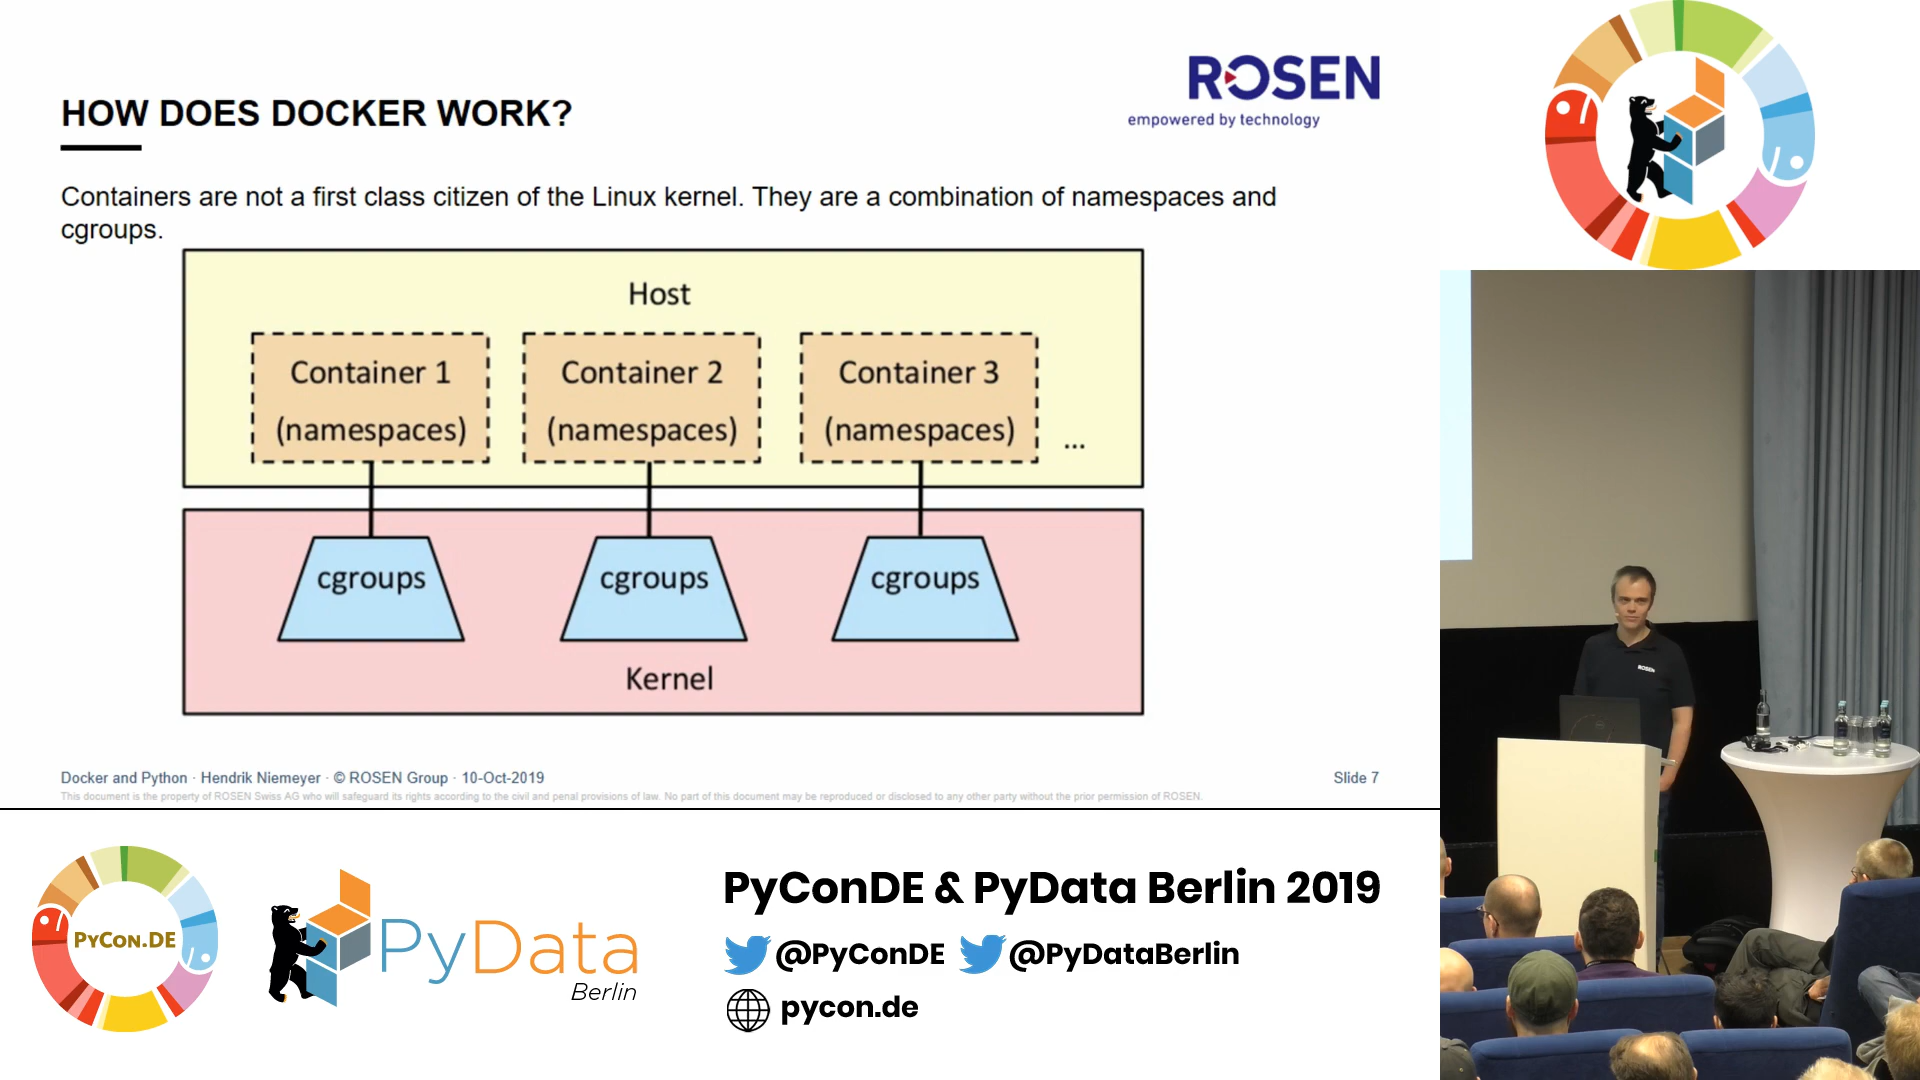 ROSEN
empowered by technology
HOW DOES DOCKER WORK?
Containers are not a first class citizen of the Linux kernel. They are a combination of namespaces and
cgroups.
Host
Container 1
(namespaces)
Container 2
(namespaces)
Container 3
(namespaces)
...
cgroups
cgroups
cgroups
Kernel
Docker and Python · Hendrik Niemeyer · © ROSEN Group · 10-Oct-2019
Slide 7
This document is the property of ROSEN Swiss AG who will safeguard its rights according to the civil and penal provisions of law. No part of this document may be reproduced or disclosed to any other party without the prior permission of ROSEN.
ROSEN
PYCON.DE
PyData
Berlin
PyConDE & PyData Berlin 2019
@PyConDE @PyDataBerlin
pycon.de